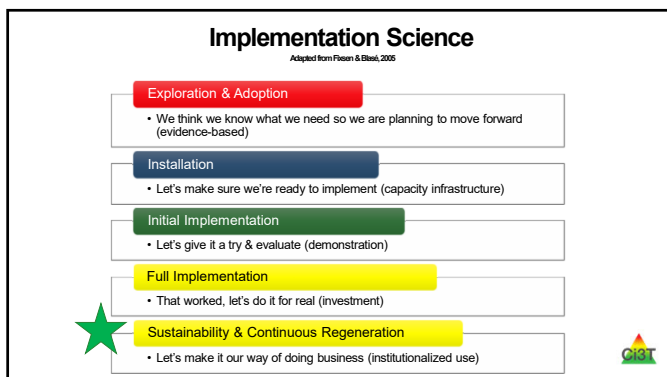 Implementation Science
Adapted from Fixsen & Blasé, 2005
Exploration & Adoption
• We think we know what we need so we are planning to move forward
(evidence-based)
Installation
• Let's make sure we're ready to implement (capacity infrastructure)
Initial Implementation
• Let's give it a try & evaluate (demonstration)
Full Implementation
• That worked, let's do it for real (investment)
Sustainability & Continuous Regeneration
• Let's make it our way of doing business (institutionalized use)
Ci3T